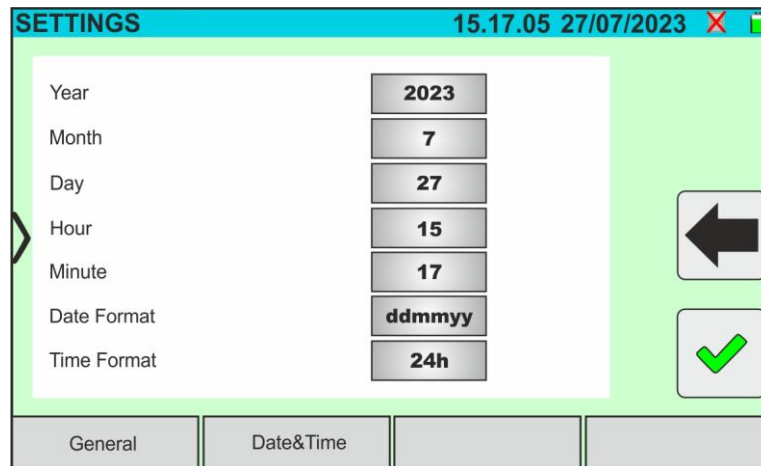 SETTINGS 15.17.05 27/07/2023
Year 2023
Month 7
Day 27
Hour 15
Minute 17
Date Format ddmmyy
Time Format 24h
General Date&Time